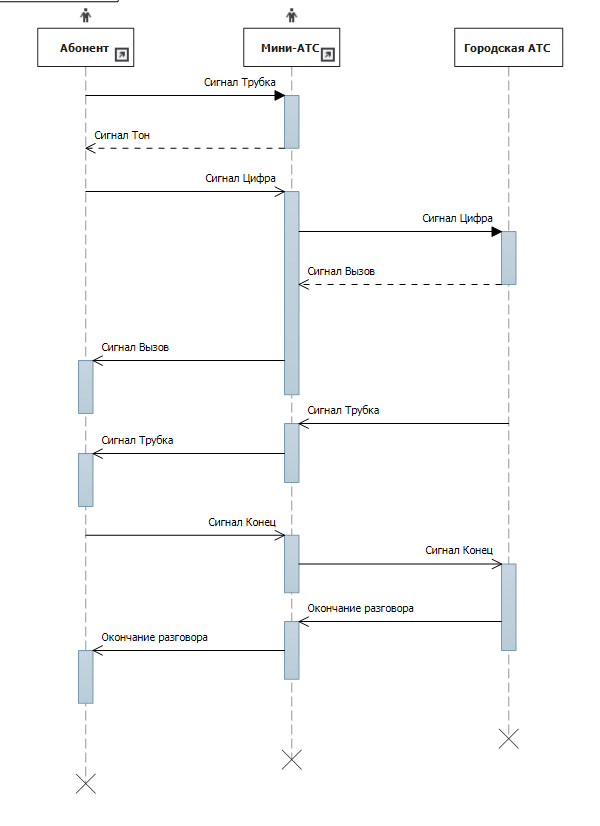 Абонент
Мини-АТС
Городская АТС
Сигнал Трубка
Сигнал Тон
Сигнал Цифра
Сигнал Цифра
Сигнал Вызов
Сигнал Вызов
Сигнал Трубка
Сигнал Трубка
Сигнал Конец
Сигнал Конец
Окончание разговора
Окончание разговора